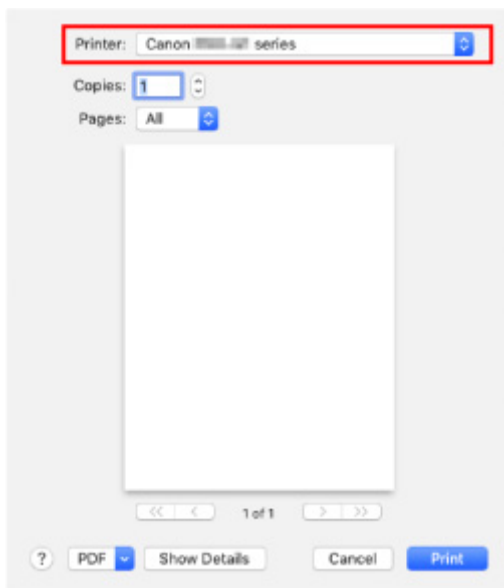 Printer: Canon series
Copies: 1
Pages: All
<< < 1 of 1 > >>
? PDF Show Details Cancel Print